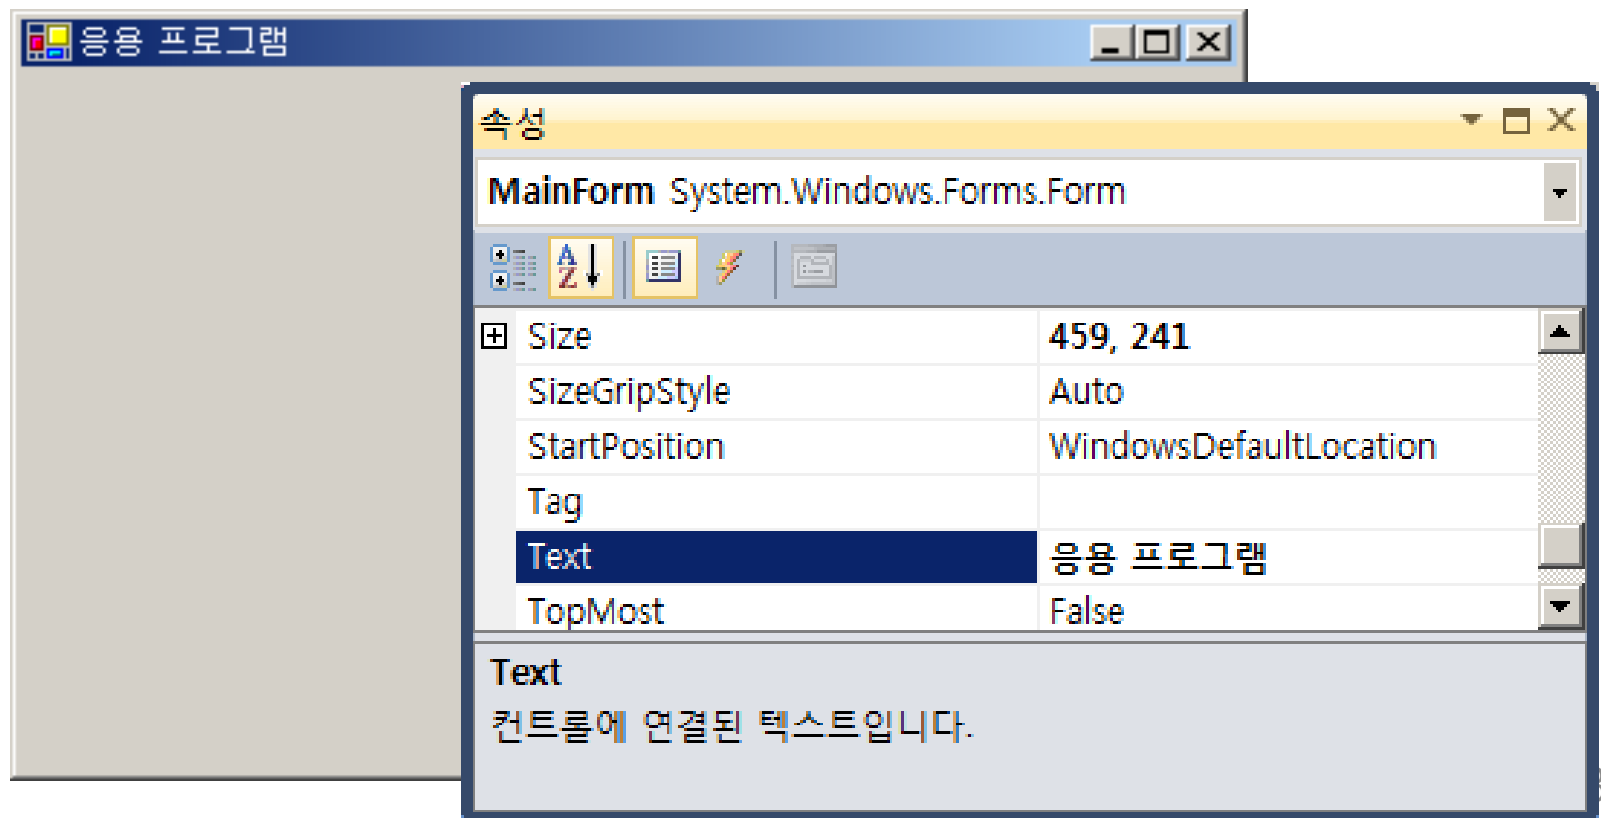 응용 프로그램
속성
MainForm System.Windows.Forms.Form
Size 459, 241
SizeGripStyle Auto
StartPosition WindowsDefaultLocation
Tag
Text 응용 프로그램
TopMost False
Text
컨트롤에 연결된 텍스트입니다.